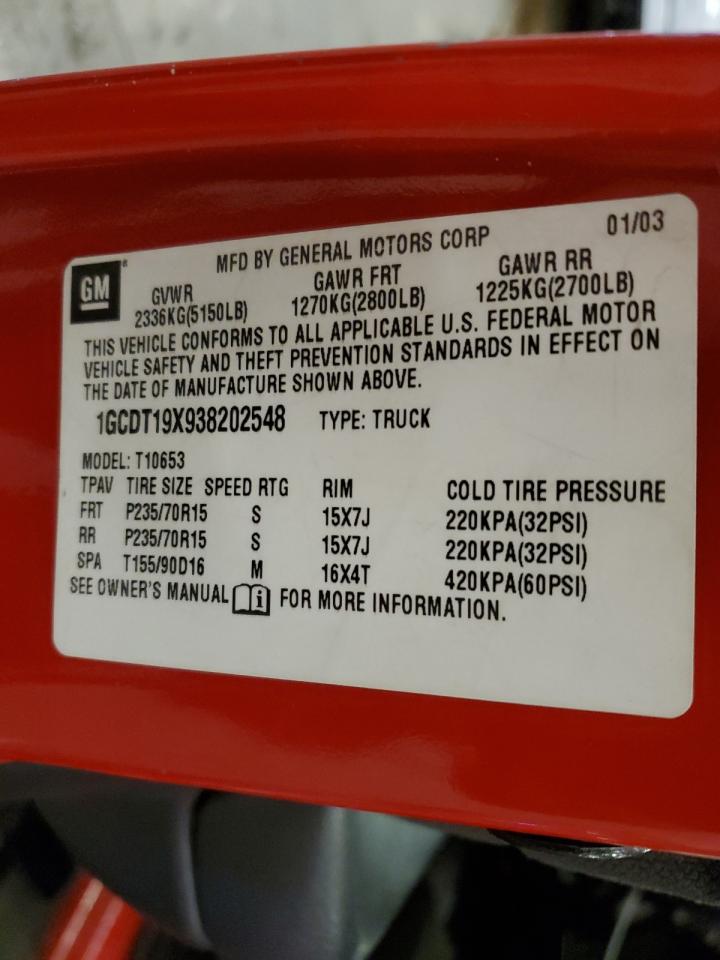 GM
MFD BY GENERAL MOTORS CORP 01/03
GVWR GAWR FRT GAWR RR
2336KG(5150LB) 1270KG(2800LB) 1225KG(2700LB)
THIS VEHICLE CONFORMS TO ALL APPLICABLE U.S. FEDERAL MOTOR
VEHICLE SAFETY AND THEFT PREVENTION STANDARDS IN EFFECT ON
THE DATE OF MANUFACTURE SHOWN ABOVE.
1GCDT19X938202548 TYPE: TRUCK
MODEL: T10653
TPAV TIRE SIZE SPEED RTG RIM COLD TIRE PRESSURE
FRT P235/70R15 S 15X7J 220KPA(32PSI)
RR P235/70R15 S 15X7J 220KPA(32PSI)
SPA T155/90D16 M 16X4T 420KPA(60PSI)
SEE OWNER'S MANUAL i FOR MORE INFORMATION.